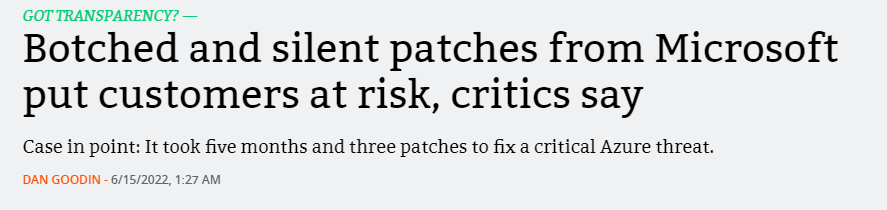 GOT TRANSPARENCY? —
Botched and silent patches from Microsoft
put customers at risk, critics say
Case in point: It took five months and three patches to fix a critical Azure threat.
DAN GOODIN - 6/15/2022, 1:27 AM